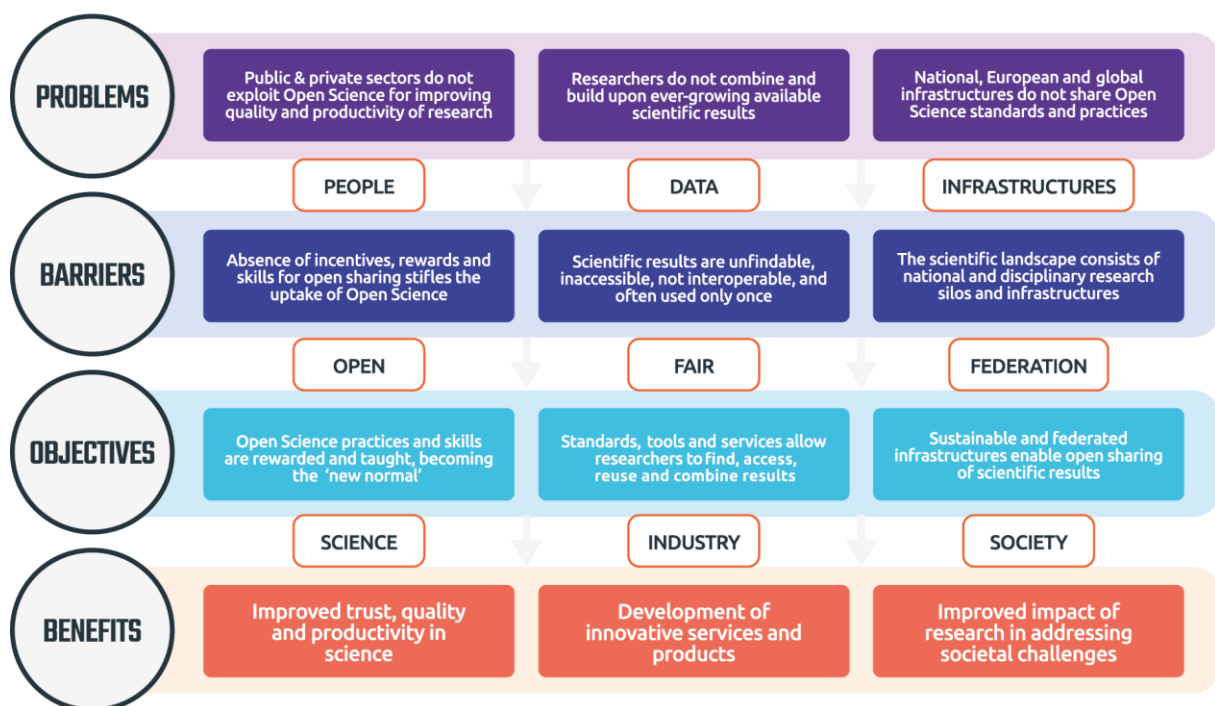 PROBLEMS
Public & private sectors do not
exploit Open Science for improving
quality and productivity of research
Researchers do not combine and
build upon ever-growing available
scientific results
National, European and global
infrastructures do not share Open
Science standards and practices
PEOPLE
DATA
INFRASTRUCTURES
BARRIERS
Absence of incentives, rewards and
skills for open sharing stifles the
uptake of Open Science
Scientific results are unfindable,
inaccessible, not interoperable, and
often used only once
The scientific landscape consists of
national and disciplinary research
silos and infrastructures
OPEN
FAIR
FEDERATION
OBJECTIVES
Open Science practices and skills
are rewarded and taught, becoming
the ‘new normal’
Standards, tools and services allow
researchers to find, access,
reuse and combine results
Sustainable and federated
infrastructures enable open sharing
of scientific results
SCIENCE
INDUSTRY
SOCIETY
BENEFITS
Improved trust, quality
and productivity in
science
Development of
innovative services and
products
Improved impact of
research in addressing
societal challenges